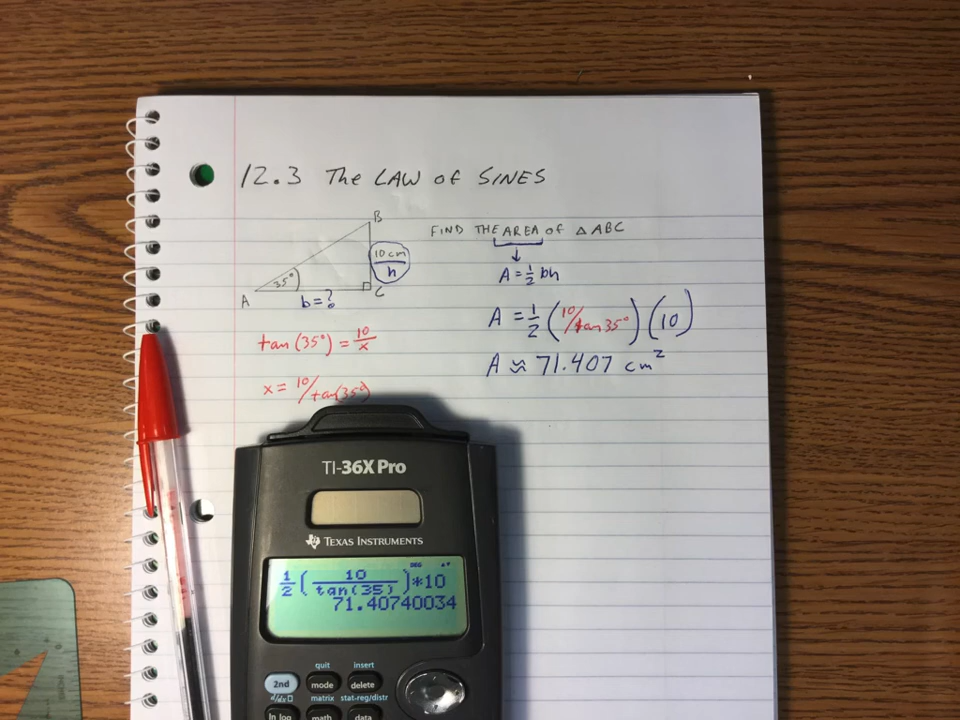 12.3 The LAW of SINES
B
FIND THE AREA OF △ ABC
10 cm
h
A = ½ bh
35°
A
C
b = ?
A = ½ (10/tan 35°) (10)
tan (35°) = 10/x
A ≈ 71.407 cm²
x = 10/tan(35°)
TI-36X Pro
TEXAS INSTRUMENTS
DEG
½(10/tan(35))*10
71.40740034
quit insert
2nd mode delete
matrix stat-reg/distr
ln log math data